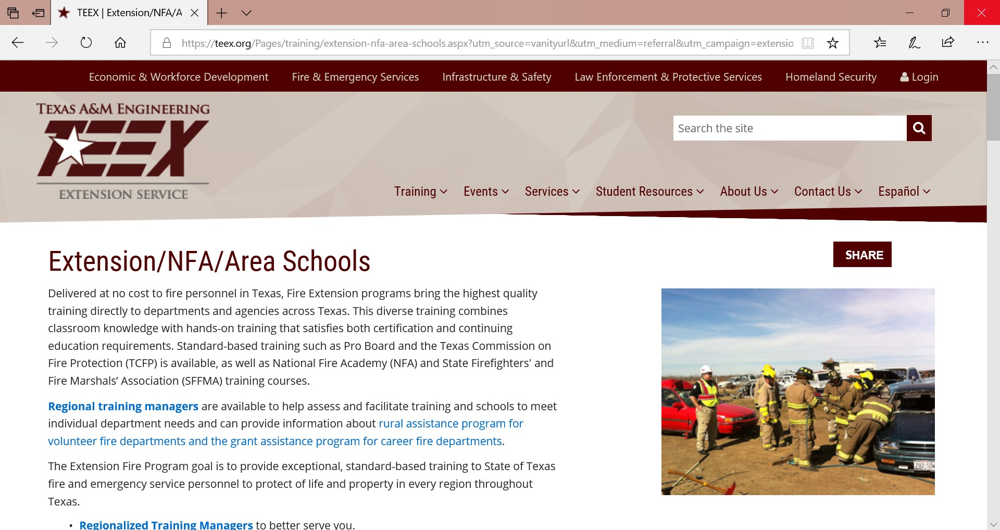 TEEX | Extension/NFA/A
https://teex.org/Pages/training/extension-nfa-area-schools.aspx?utm_source=vanityurl&utm_medium=referral&utm_campaign=extensio
Economic & Workforce Development Fire & Emergency Services Infrastructure & Safety Law Enforcement & Protective Services Homeland Security Login
TEXAS A&M ENGINEERING
TEEX
EXTENSION SERVICE
Search the site
Training Events Services Student Resources About Us Contact Us Español
Extension/NFA/Area Schools
SHARE
Delivered at no cost to fire personnel in Texas, Fire Extension programs bring the highest quality
training directly to departments and agencies across Texas. This diverse training combines
classroom knowledge with hands-on training that satisfies both certification and continuing
education requirements. Standard-based training such as Pro Board and the Texas Commission on
Fire Protection (TCFP) is available, as well as National Fire Academy (NFA) and State Firefighters' and
Fire Marshals’ Association (SFFMA) training courses.
Regional training managers are available to help assess and facilitate training and schools to meet
individual department needs and can provide information about rural assistance program for
volunteer fire departments and the grant assistance program for career fire departments.
The Extension Fire Program goal is to provide exceptional, standard-based training to State of Texas
fire and emergency service personnel to protect of life and property in every region throughout
Texas.
• Regionalized Training Managers to better serve you.